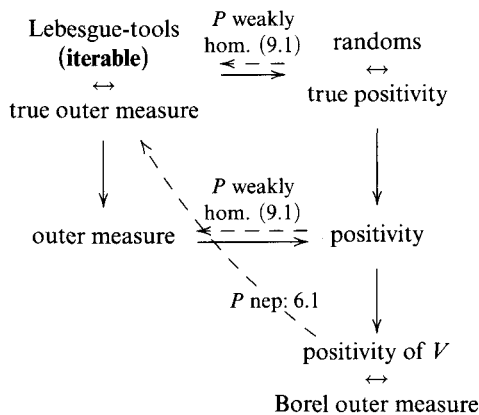 Lebesgue-tools
(iterable)
↔
true outer measure
P weakly
hom. (9.1)
randoms
↔
true positivity
outer measure
P weakly
hom. (9.1)
positivity
P nep: 6.1
positivity of V
↔
Borel outer measure